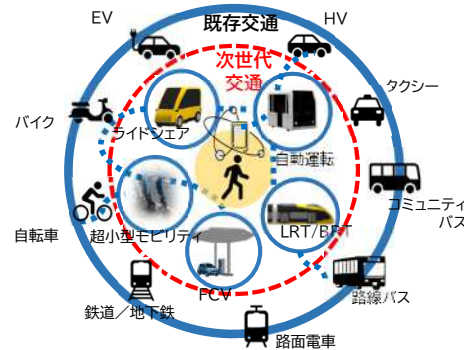 EV
既存交通
HV
次世代
交通
タクシー
バイク
ライドシェア
自動運転
コミュニティ
バス
自転車
超小型モビリティ
LRT/BRT
FCV
路線バス
鉄道／地下鉄
路面電車